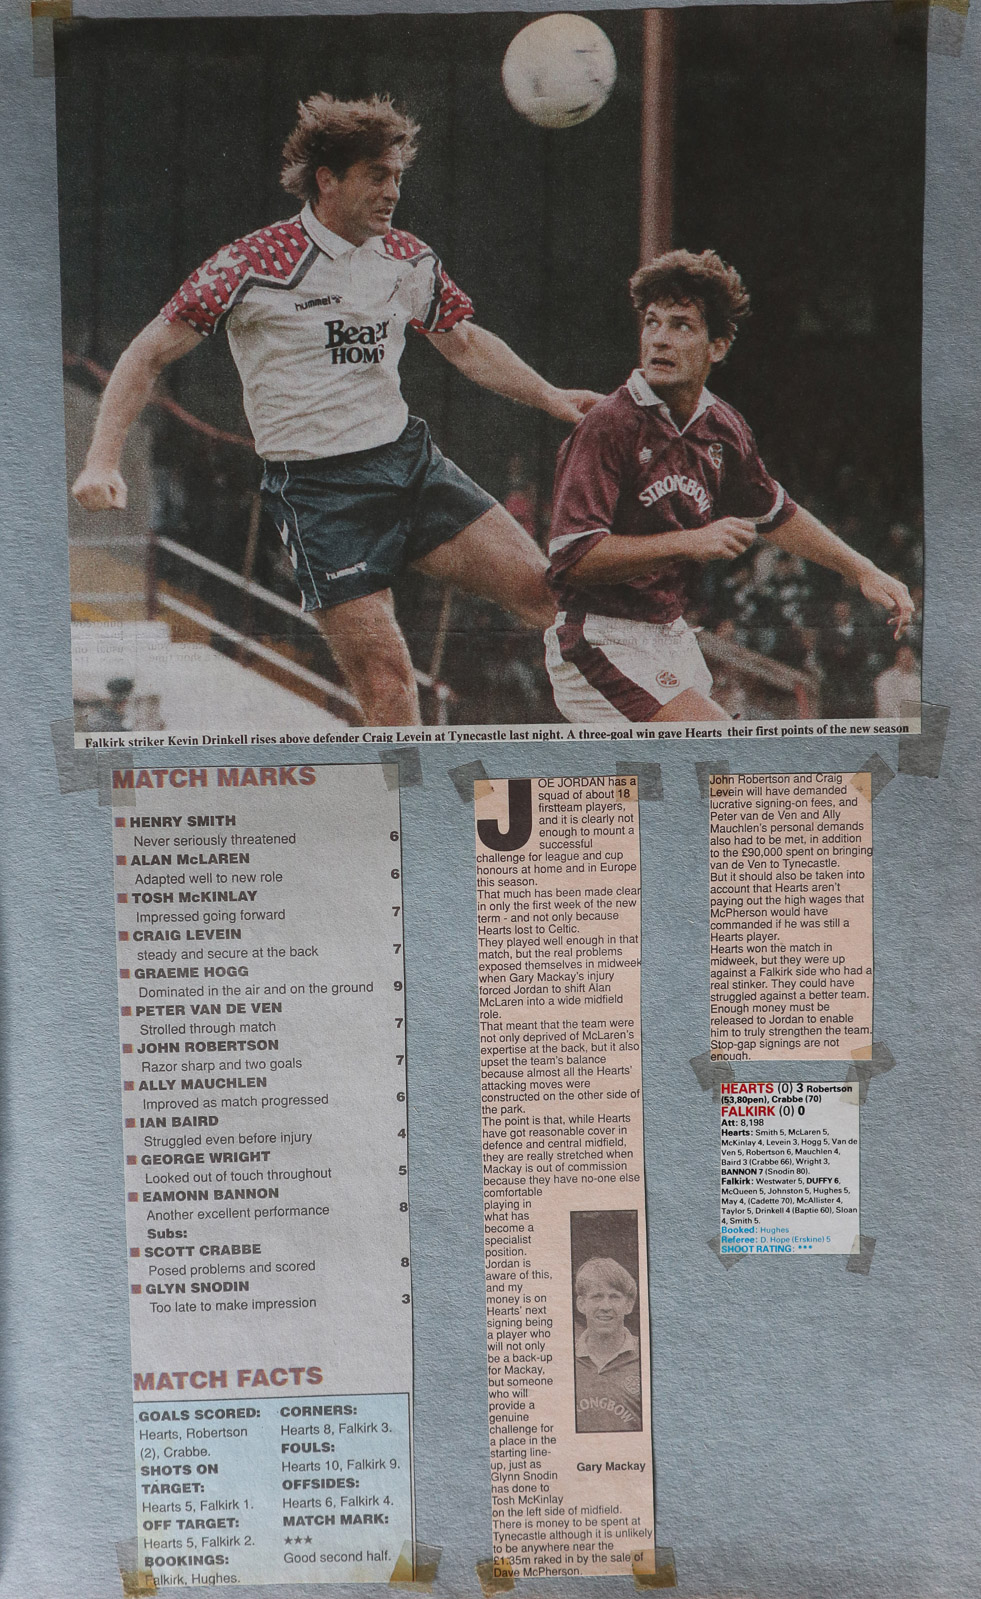 hummel
Bea er
HOM
STRONGBOW
hummel
Falkirk striker Kevin Drinkell rises above defender Craig Levein at Tynecastle last night. A three-goal win gave Hearts their first points of the new season
MATCH MARKS
HENRY SMITH
Never seriously threatened 6
ALAN McLAREN
Adapted well to new role 6
TOSH McKINLAY
Impressed going forward 7
CRAIG LEVEIN
steady and secure at the back 7
GRAEME HOGG
Dominated in the air and on the ground 9
PETER VAN DE VEN
Strolled through match 7
JOHN ROBERTSON
Razor sharp and two goals 7
ALLY MAUCHLEN
Improved as match progressed 6
IAN BAIRD
Struggled even before injury 4
GEORGE WRIGHT
Looked out of touch throughout 5
EAMONN BANNON
Another excellent performance 8
Subs:
SCOTT CRABBE
Posed problems and scored 8
GLYN SNODIN
Too late to make impression 3
MATCH FACTS
GOALS SCORED:
Hearts, Robertson
(2), Crabbe.
SHOTS ON
TARGET:
Hearts 5, Falkirk 1.
OFF TARGET:
Hearts 5, Falkirk 2.
BOOKINGS:
Falkirk, Hughes.
CORNERS:
Hearts 8, Falkirk 3.
FOULS:
Hearts 10, Falkirk 9.
OFFSIDES:
Hearts 6, Falkirk 4.
MATCH MARK:
★★★
Good second half.
JOE JORDAN has a
squad of about 18
firstteam players,
and it is clearly not
enough to mount a
successful
challenge for league and cup
honours at home and in Europe
this season.
That much has been made clear
in only the first week of the new
term - and not only because
Hearts lost to Celtic.
They played well enough in that
match, but the real problems
exposed themselves in midweek
when Gary Mackay's injury
forced Jordan to shift Alan
McLaren into a wide midfield
role.
That meant that the team were
not only deprived of McLaren's
expertise at the back, but it also
upset the team's balance
because almost all the Hearts'
attacking moves were
constructed on the other side of
the park.
The point is that, while Hearts
have got reasonable cover in
defence and central midfield,
they are really stretched when
Mackay is out of commission
because they have no-one else
comfortable
playing in
what has
become a
specialist
position.
Jordan is
aware of this,
and my
money is on
Hearts' next
signing being
a player who
will not only
be a back-up
for Mackay,
but someone
who will
provide a
genuine
challenge for
a place in the
starting line-
up, just as
Glynn Snodin
has done to
Tosh McKinlay
on the left side of midfield.
There is money to be spent at
Tynecastle although it is unlikely
to be anywhere near the
£1.35m raked in by the sale of
Dave McPherson.
ONGBOW
Gary Mackay
John Robertson and Craig
Levein will have demanded
lucrative signing-on fees, and
Peter van de Ven and Ally
Mauchlen's personal demands
also had to be met, in addition
to the £90,000 spent on bringing
van de Ven to Tynecastle.
But it should also be taken into
account that Hearts aren't
paying out the high wages that
McPherson would have
commanded if he was still a
Hearts player.
Hearts won the match in
midweek, but they were up
against a Falkirk side who had a
real stinker. They could have
struggled against a better team.
Enough money must be
released to Jordan to enable
him to truly strengthen the team.
Stop-gap signings are not
enough.
HEARTS (0) 3 Robertson
(53,80pen), Crabbe (70)
FALKIRK (0) 0
Att: 8,198
Hearts: Smith 5, McLaren 5,
McKinlay 4, Levein 3, Hogg 5, Van de
Ven 5, Robertson 6, Mauchlen 4,
Baird 3 (Crabbe 66), Wright 3,
BANNON 7 (Snodin 80).
Falkirk: Westwater 5, DUFFY 6,
McQueen 5, Johnston 5, Hughes 5,
May 4, (Cadette 70), McAllister 4,
Taylor 5, Drinkell 4 (Baptie 60), Sloan
4, Smith 5.
Booked: Hughes
Referee: D. Hope (Erskine) 5
SHOOT RATING: ***